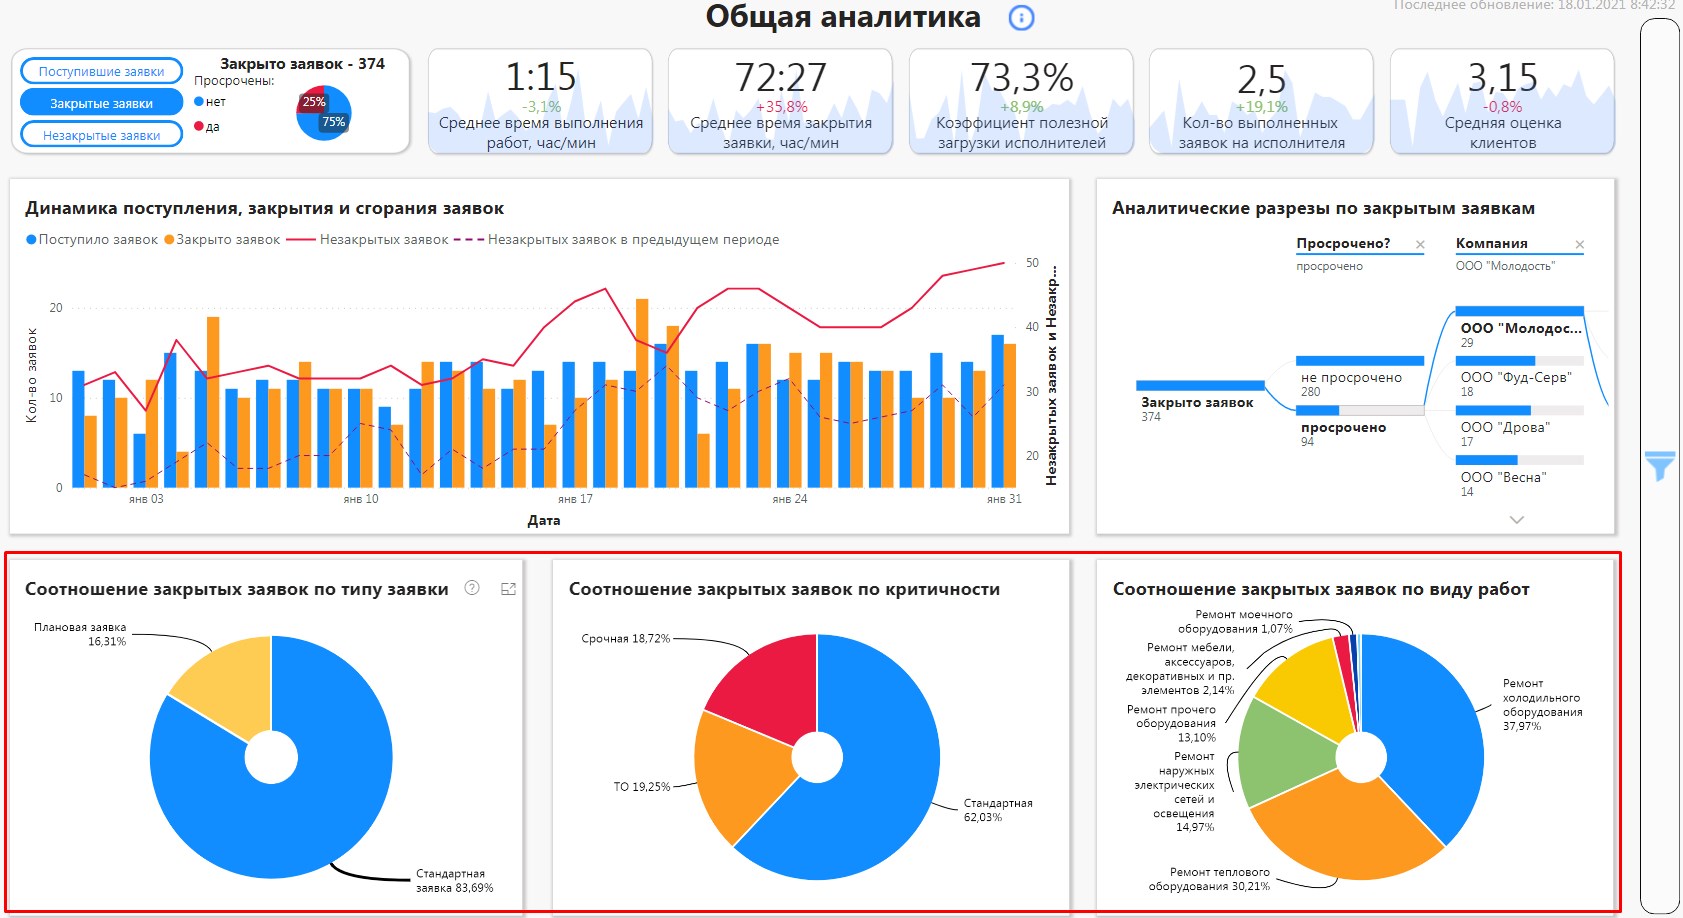 Общая аналитика
Последнее обновление: 18.01.2021 8:42:32
Поступившие заявки
Закрытые заявки
Незакрытые заявки
Закрыто заявок - 374
Просрочены:
нет
да
25%
75%
1:15
-3,1%
Среднее время выполнения
работ, час/мин
72:27
+35,8%
Среднее время закрытия
заявки, час/мин
73,3%
+8,9%
Коэффициент полезной
загрузки исполнителей
2,5
+19,1%
Кол-во выполненных
заявок на исполнителя
3,15
-0,8%
Средняя оценка
клиентов
Динамика поступления, закрытия и сгорания заявок
Поступило заявок Закрыто заявок Незакрытых заявок Незакрытых заявок в предыдущем периоде
Кол-во заявок
20
10
0
50
40
30
20
Незакрытых заявок и Незакр...
янв 03 янв 10 янв 17 янв 24 янв 31
Дата
Аналитические разрезы по закрытым заявкам
Просрочено?
просрочено
Компания
ООО "Молодость"
Закрыто заявок
374
не просрочено
280
просрочено
94
ООО "Молодос...
29
ООО "Фуд-Серв"
18
ООО "Дрова"
17
ООО "Весна"
14
Соотношение закрытых заявок по типу заявки
Плановая заявка
16,31%
Стандартная
заявка 83,69%
Соотношение закрытых заявок по критичности
Срочная 18,72%
ТО 19,25%
Стандартная
62,03%
Соотношение закрытых заявок по виду работ
Ремонт моечного
оборудования 1,07%
Ремонт мебели,
аксессуаров,
декоративных и пр.
элементов 2,14%
Ремонт прочего
оборудования
13,10%
Ремонт
наружных
электрических
сетей и
освещения
14,97%
Ремонт теплового
оборудования 30,21%
Ремонт
холодильного
оборудования
37,97%